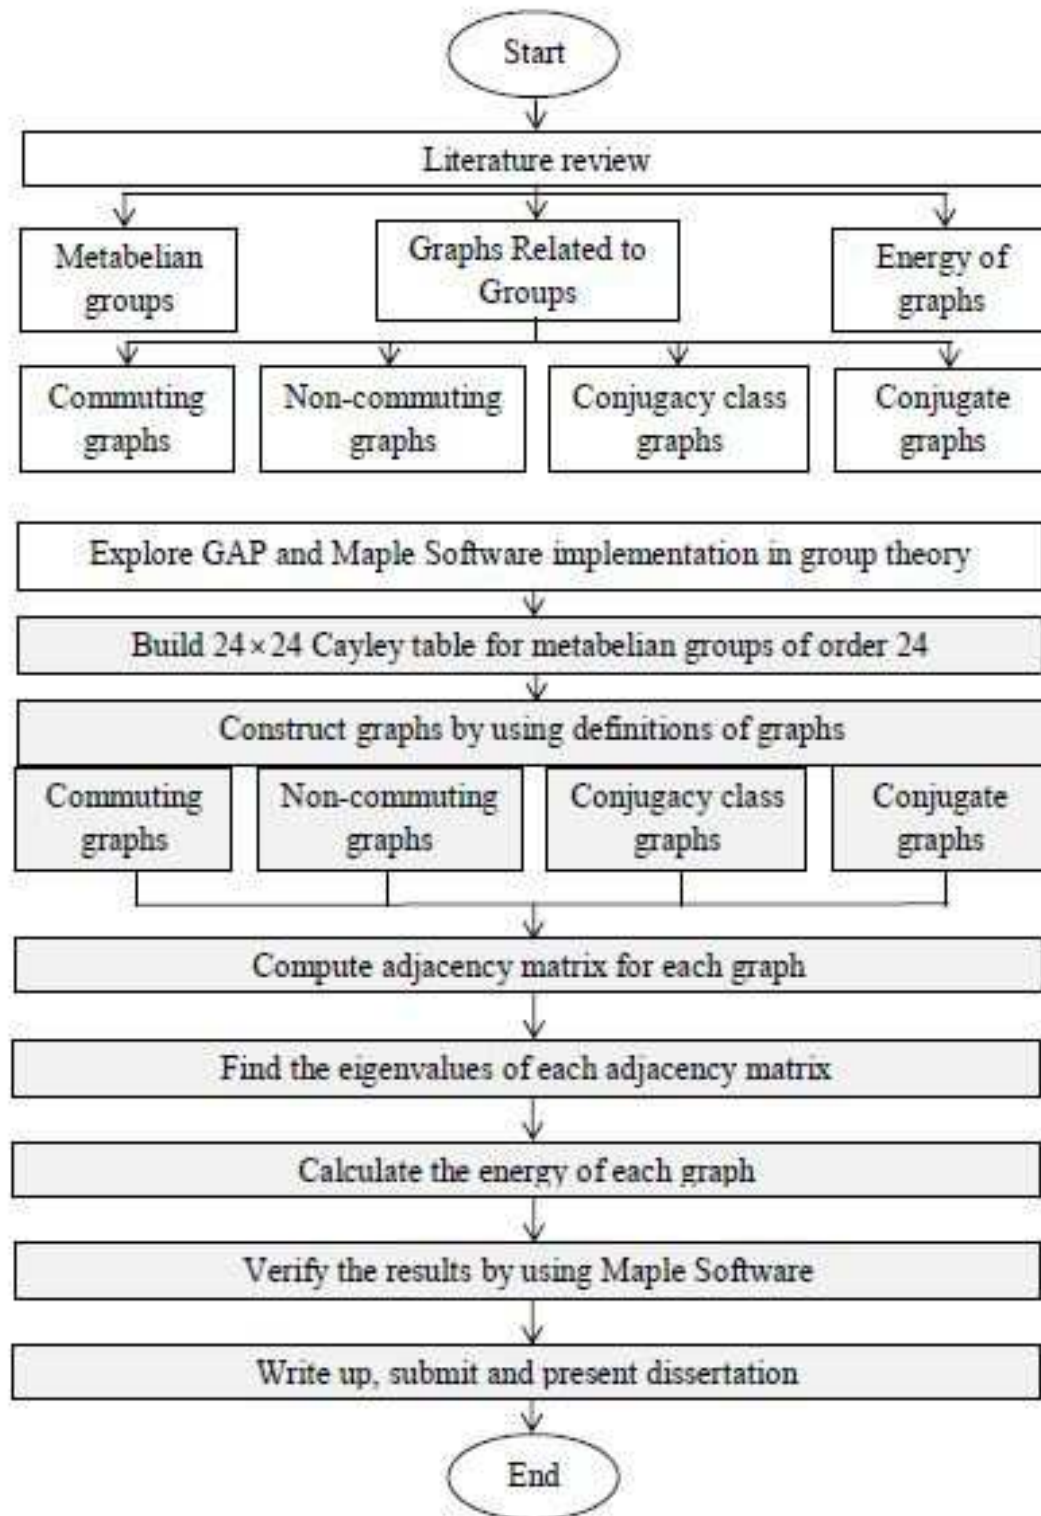 Start
Literature review
Metabelian
groups
Graphs Related to
Groups
Energy of
graphs
Commuting
graphs
Non-commuting
graphs
Conjugacy class
graphs
Conjugate
graphs
Explore GAP and Maple Software implementation in group theory
Build 24 × 24 Cayley table for metabelian groups of order 24
Construct graphs by using definitions of graphs
Commuting
graphs
Non-commuting
graphs
Conjugacy class
graphs
Conjugate
graphs
Compute adjacency matrix for each graph
Find the eigenvalues of each adjacency matrix
Calculate the energy of each graph
Verify the results by using Maple Software
Write up, submit and present dissertation
End